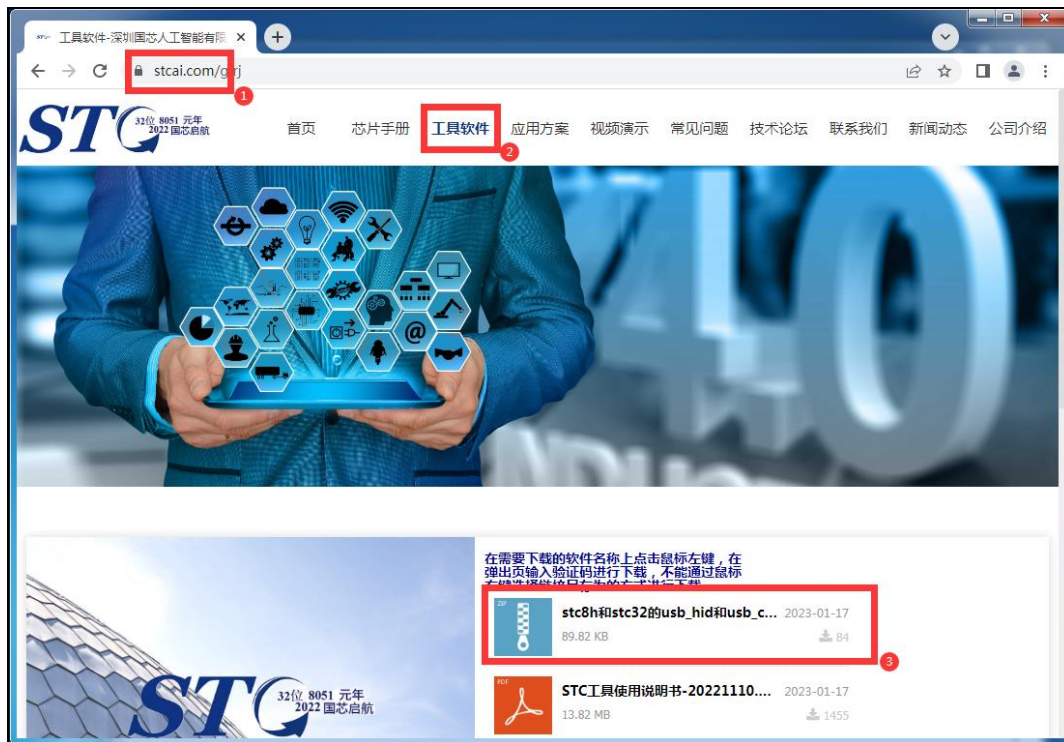 工具软件-深圳国芯人工智能有限
stcai.com/gjrj
1
STC
32位 8051 元年
2022 国芯启航
首页 芯片手册 工具软件 应用方案 视频演示 常见问题 技术论坛 联系我们 新闻动态 公司介绍
2
4.0
在需要下载的软件名称上点击鼠标左键，在
弹出页输入验证码进行下载，不能通过鼠标
ZIP
stc8h和stc32的usb_hid和usb_c... 2023-01-17
89.82 KB 84
3
PDF
STC工具使用说明书-20221110.... 2023-01-17
13.82 MB 1455
STC
32位 8051 元年
2022 国芯启航